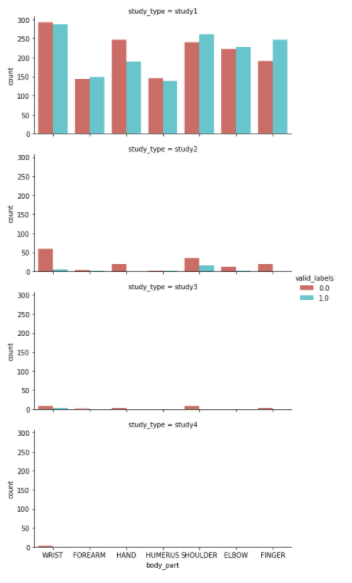 study_type = study1
300
250
200
150
100
50
0
count
study_type = study2
300
250
200
150
100
50
0
count
valid_labels
0.0
1.0
study_type = study3
300
250
200
150
100
50
0
count
study_type = study4
300
250
200
150
100
50
0
count
WRIST FOREARM HAND HUMERUS SHOULDER ELBOW FINGER
body_part